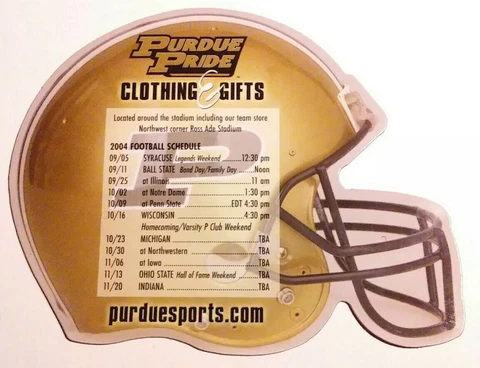 PURDUE
PRIDE
CLOTHING & GIFTS
Located around the stadium including our team store
Northwest corner Ross Ade Stadium
2004 FOOTBALL SCHEDULE
09/05 SYRACUSE Legends Weekend..........12:30 pm
09/11 BALL STATE Band Day/Family Day........Noon
09/25 at Illinois..........11 am
10/02 at Notre Dame..........1:30 pm
10/09 at Penn State..........EDT 4:30 pm
10/16 WISCONSIN..........4:30 pm
Homecoming/Varsity P Club Weekend
10/23 MICHIGAN..........TBA
10/30 at Northwestern..........TBA
11/06 at Iowa..........TBA
11/13 OHIO STATE Hall of Fame Weekend........TBA
11/20 INDIANA..........TBA
purduesports.com